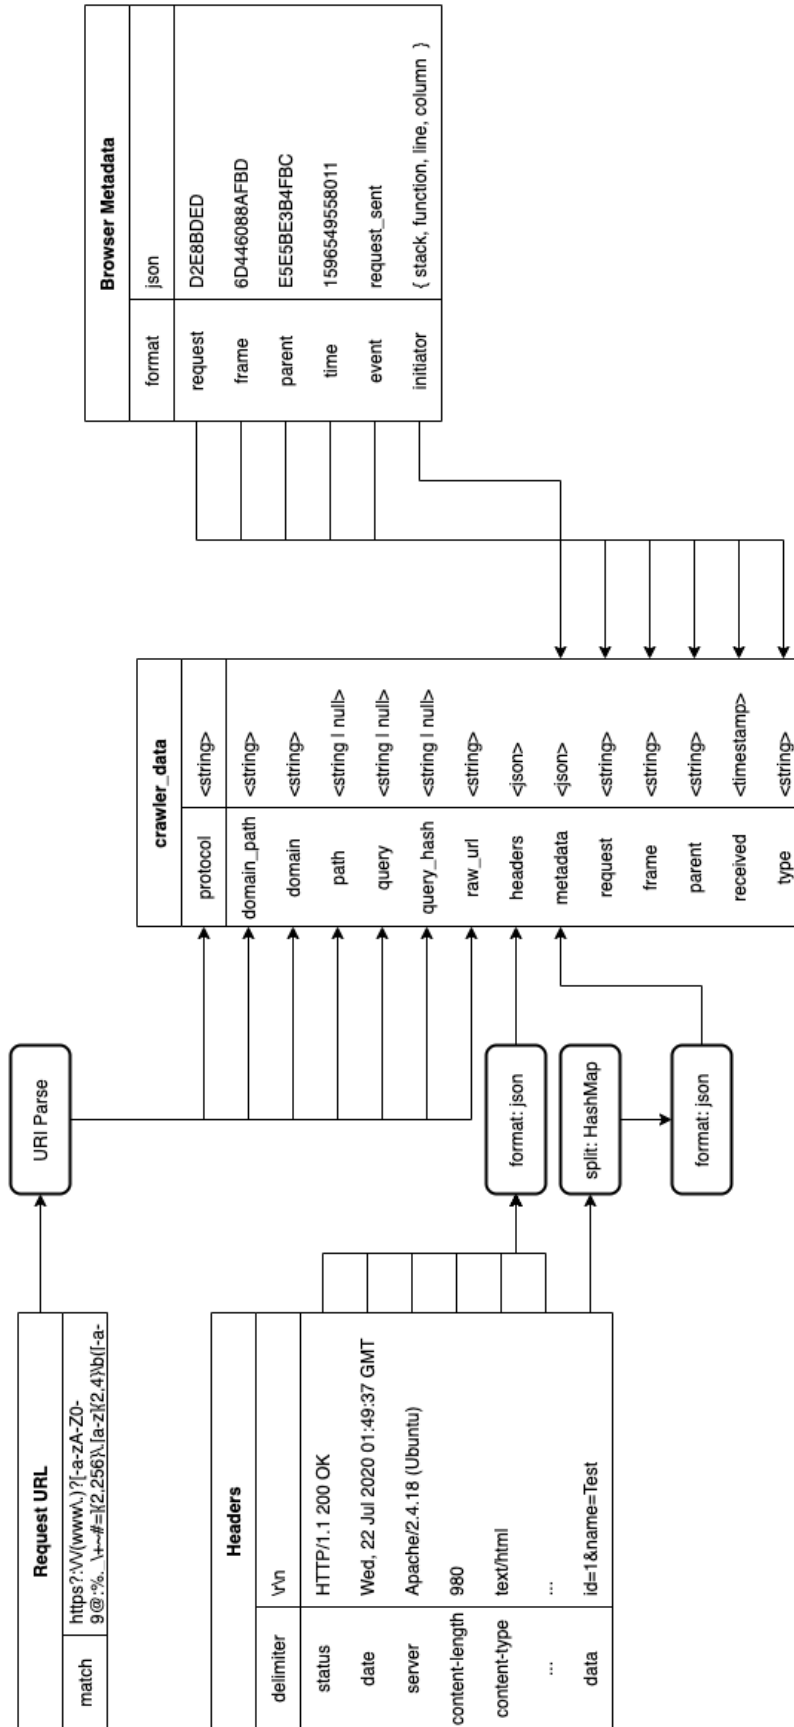 Request URL
match
https?:\/\/(www\.)?[-a-zA-Z0-
9@:%._\+~#=]{2,256}\.[a-z]{2,4}\b([-a-
Headers
delimiter \r\n
status HTTP/1.1 200 OK
date Wed, 22 Jul 2020 01:49:37 GMT
server Apache/2.4.18 (Ubuntu)
content-length 980
content-type text/html
... ...
data id=1&name=Test
URI Parse
format: json
split: HashMap
format: json
crawler_data
protocol <string>
domain_path <string>
domain <string>
path <string | null>
query <string | null>
query_hash <string | null>
raw_url <string>
headers <json>
metadata <json>
request <string>
frame <string>
parent <string>
received <timestamp>
type <string>
Browser Metadata
format json
request D2E8BDED
frame 6D446088AFBD
parent E5E5BE3B4FBC
time 1596549558011
event request_sent
initiator { stack, function, line, column }